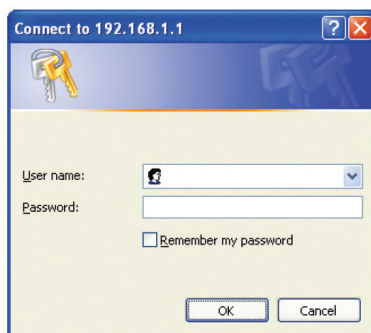 Connect to 192.168.1.1
User name:
Password:
Remember my password
OK
Cancel